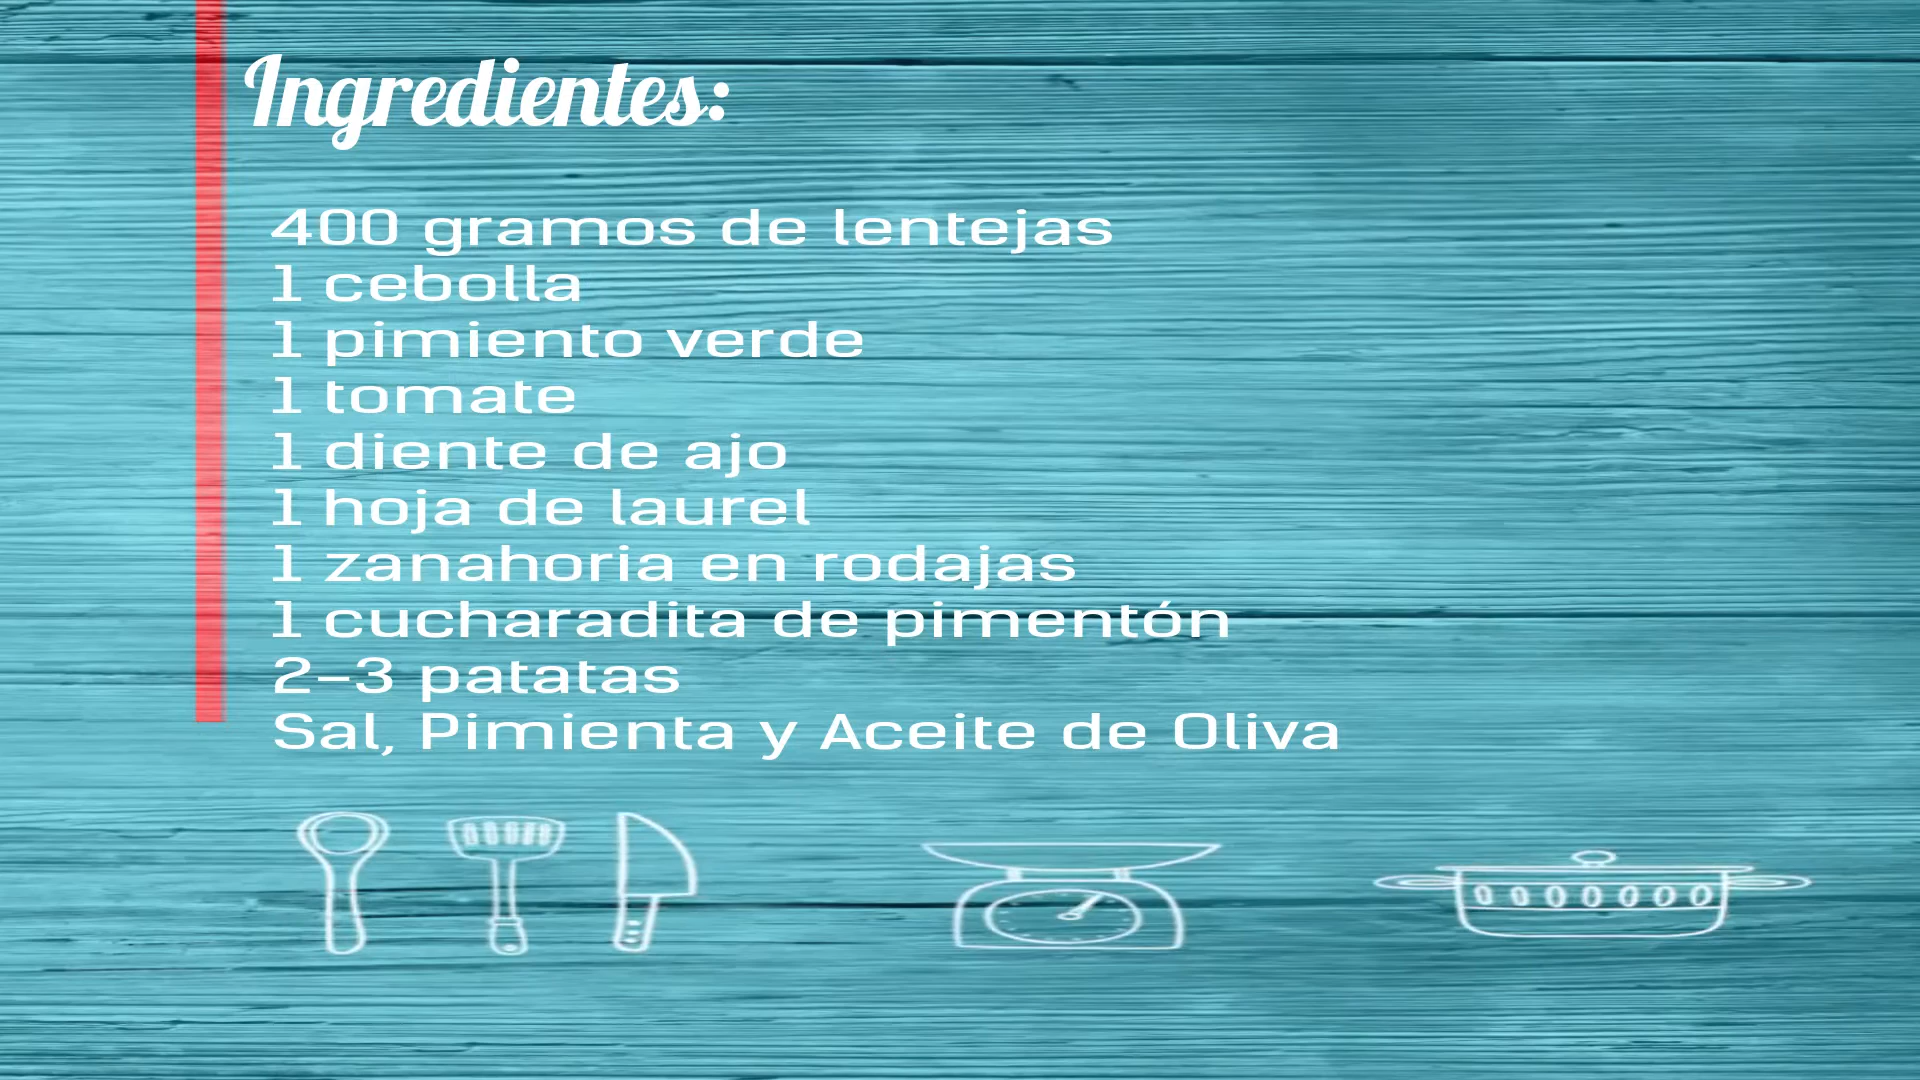 Ingredientes:
400 gramos de lentejas
1 cebolla
1 pimiento verde
1 tomate
1 diente de ajo
1 hoja de laurel
1 zanahoria en rodajas
1 cucharadita de pimentón
2-3 patatas
Sal, Pimienta y Aceite de Oliva